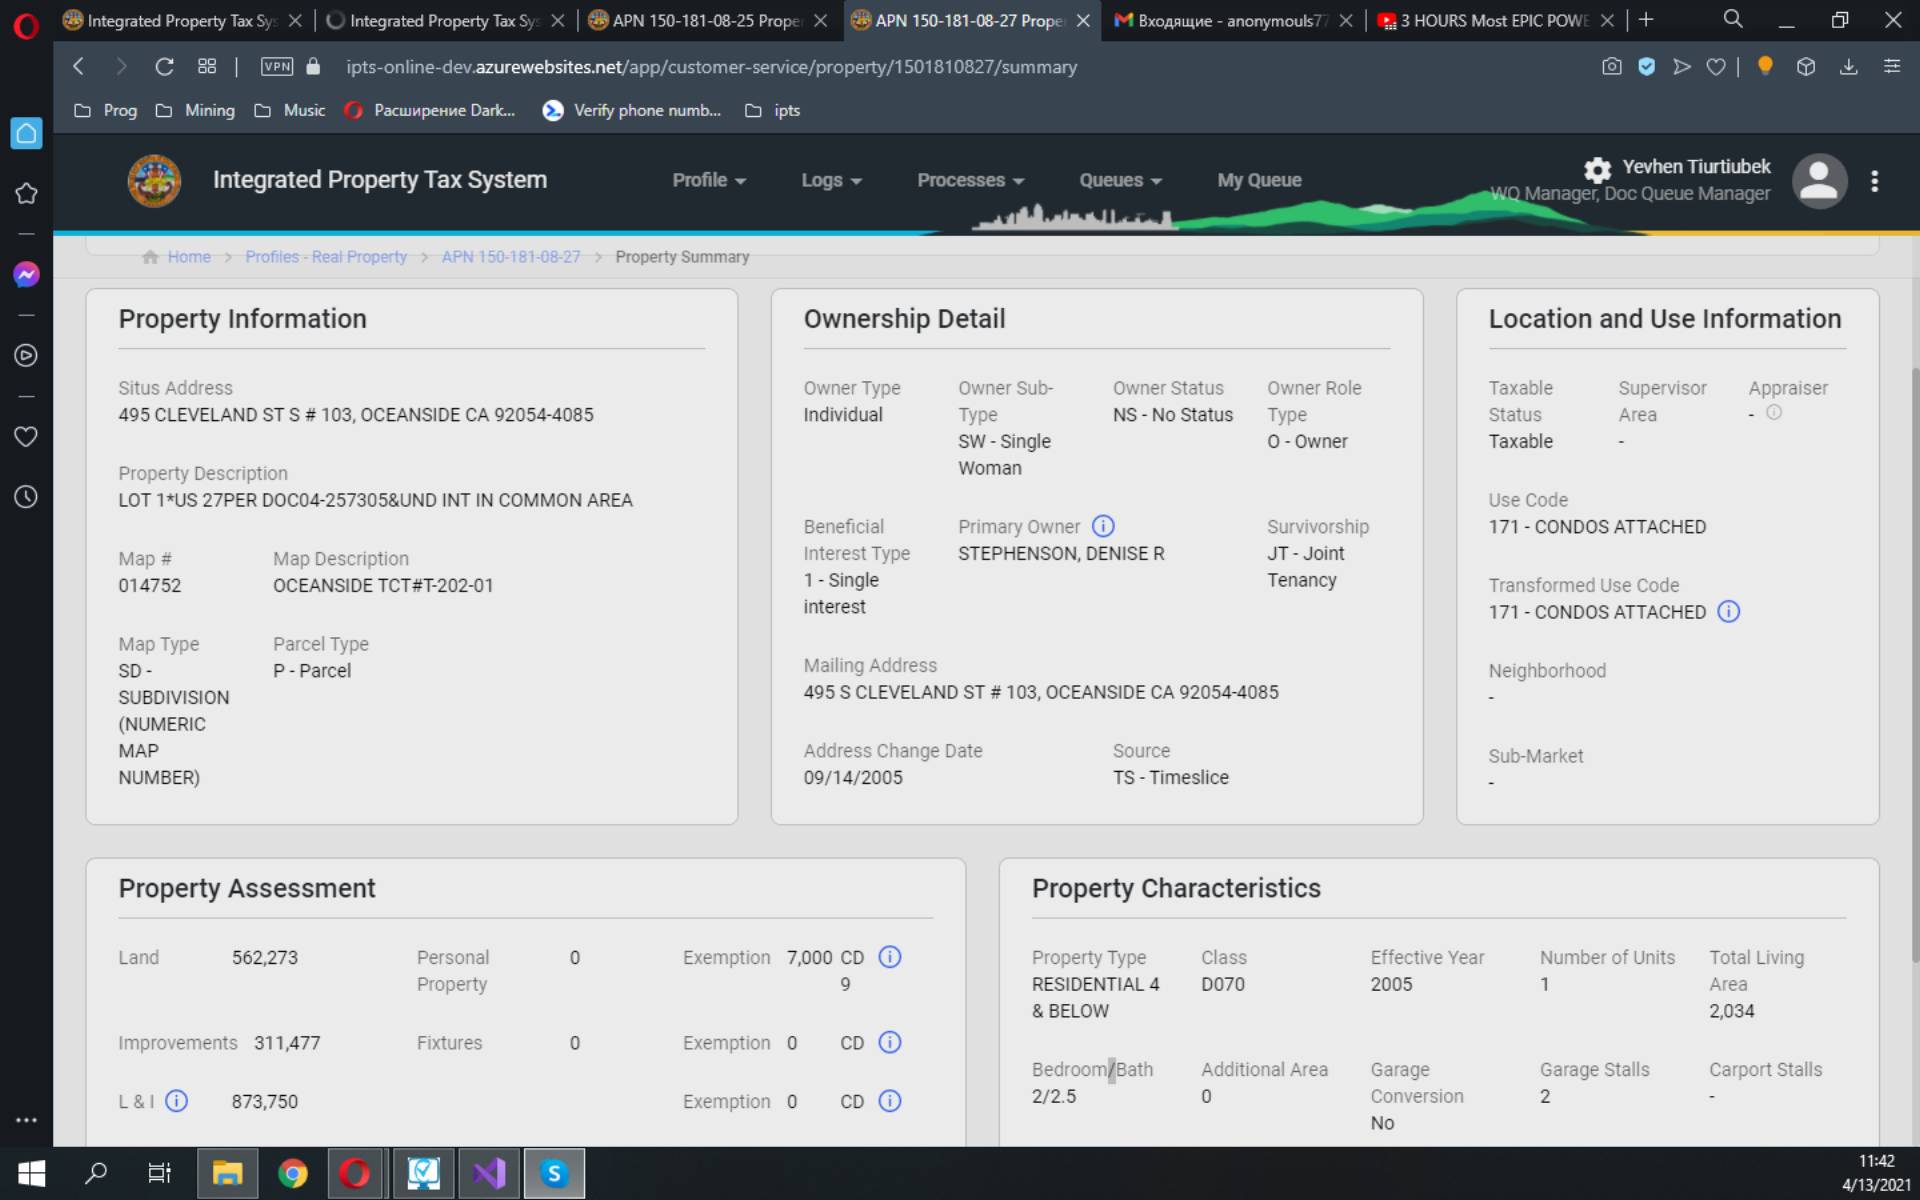 Integrated Property Tax Sys
Integrated Property Tax Sys
APN 150-181-08-25 Prope
APN 150-181-08-27 Prope
Входящие - anonymouls77
3 HOURS Most EPIC POWE
VPN
ipts-online-dev.azurewebsites.net/app/customer-service/property/1501810827/summary
Prog
Mining
Music
Расширение Dark...
Verify phone numb...
ipts
Integrated Property Tax System
Profile
Logs
Processes
Queues
My Queue
Yevhen Tiurtiubek
WQ Manager, Doc Queue Manager
Home > Profiles - Real Property > APN 150-181-08-27 > Property Summary
Property Information
Situs Address
495 CLEVELAND ST S # 103, OCEANSIDE CA 92054-4085
Property Description
LOT 1*US 27PER DOC04-257305&UND INT IN COMMON AREA
Map #
014752
Map Description
OCEANSIDE TCT#T-202-01
Map Type
SD -
SUBDIVISION
(NUMERIC
MAP
NUMBER)
Parcel Type
P - Parcel
Ownership Detail
Owner Type
Individual
Owner Sub-
Type
SW - Single
Woman
Owner Status
NS - No Status
Owner Role
Type
O - Owner
Beneficial
Interest Type
1 - Single
interest
Primary Owner
STEPHENSON, DENISE R
Survivorship
JT - Joint
Tenancy
Mailing Address
495 S CLEVELAND ST # 103, OCEANSIDE CA 92054-4085
Address Change Date
09/14/2005
Source
TS - Timeslice
Location and Use Information
Taxable
Status
Taxable
Supervisor
Area
-
Appraiser
-
Use Code
171 - CONDOS ATTACHED
Transformed Use Code
171 - CONDOS ATTACHED
Neighborhood
-
Sub-Market
-
Property Assessment
Land 562,273
Personal
Property
0
Exemption 7,000 CD
9
Improvements 311,477
Fixtures 0
Exemption 0 CD
L & I 873,750
Exemption 0 CD
Property Characteristics
Property Type
RESIDENTIAL 4
& BELOW
Class
D070
Effective Year
2005
Number of Units
1
Total Living
Area
2,034
Bedroom/Bath
2/2.5
Additional Area
0
Garage
Conversion
No
Garage Stalls
2
Carport Stalls
-
11:42
4/13/2021